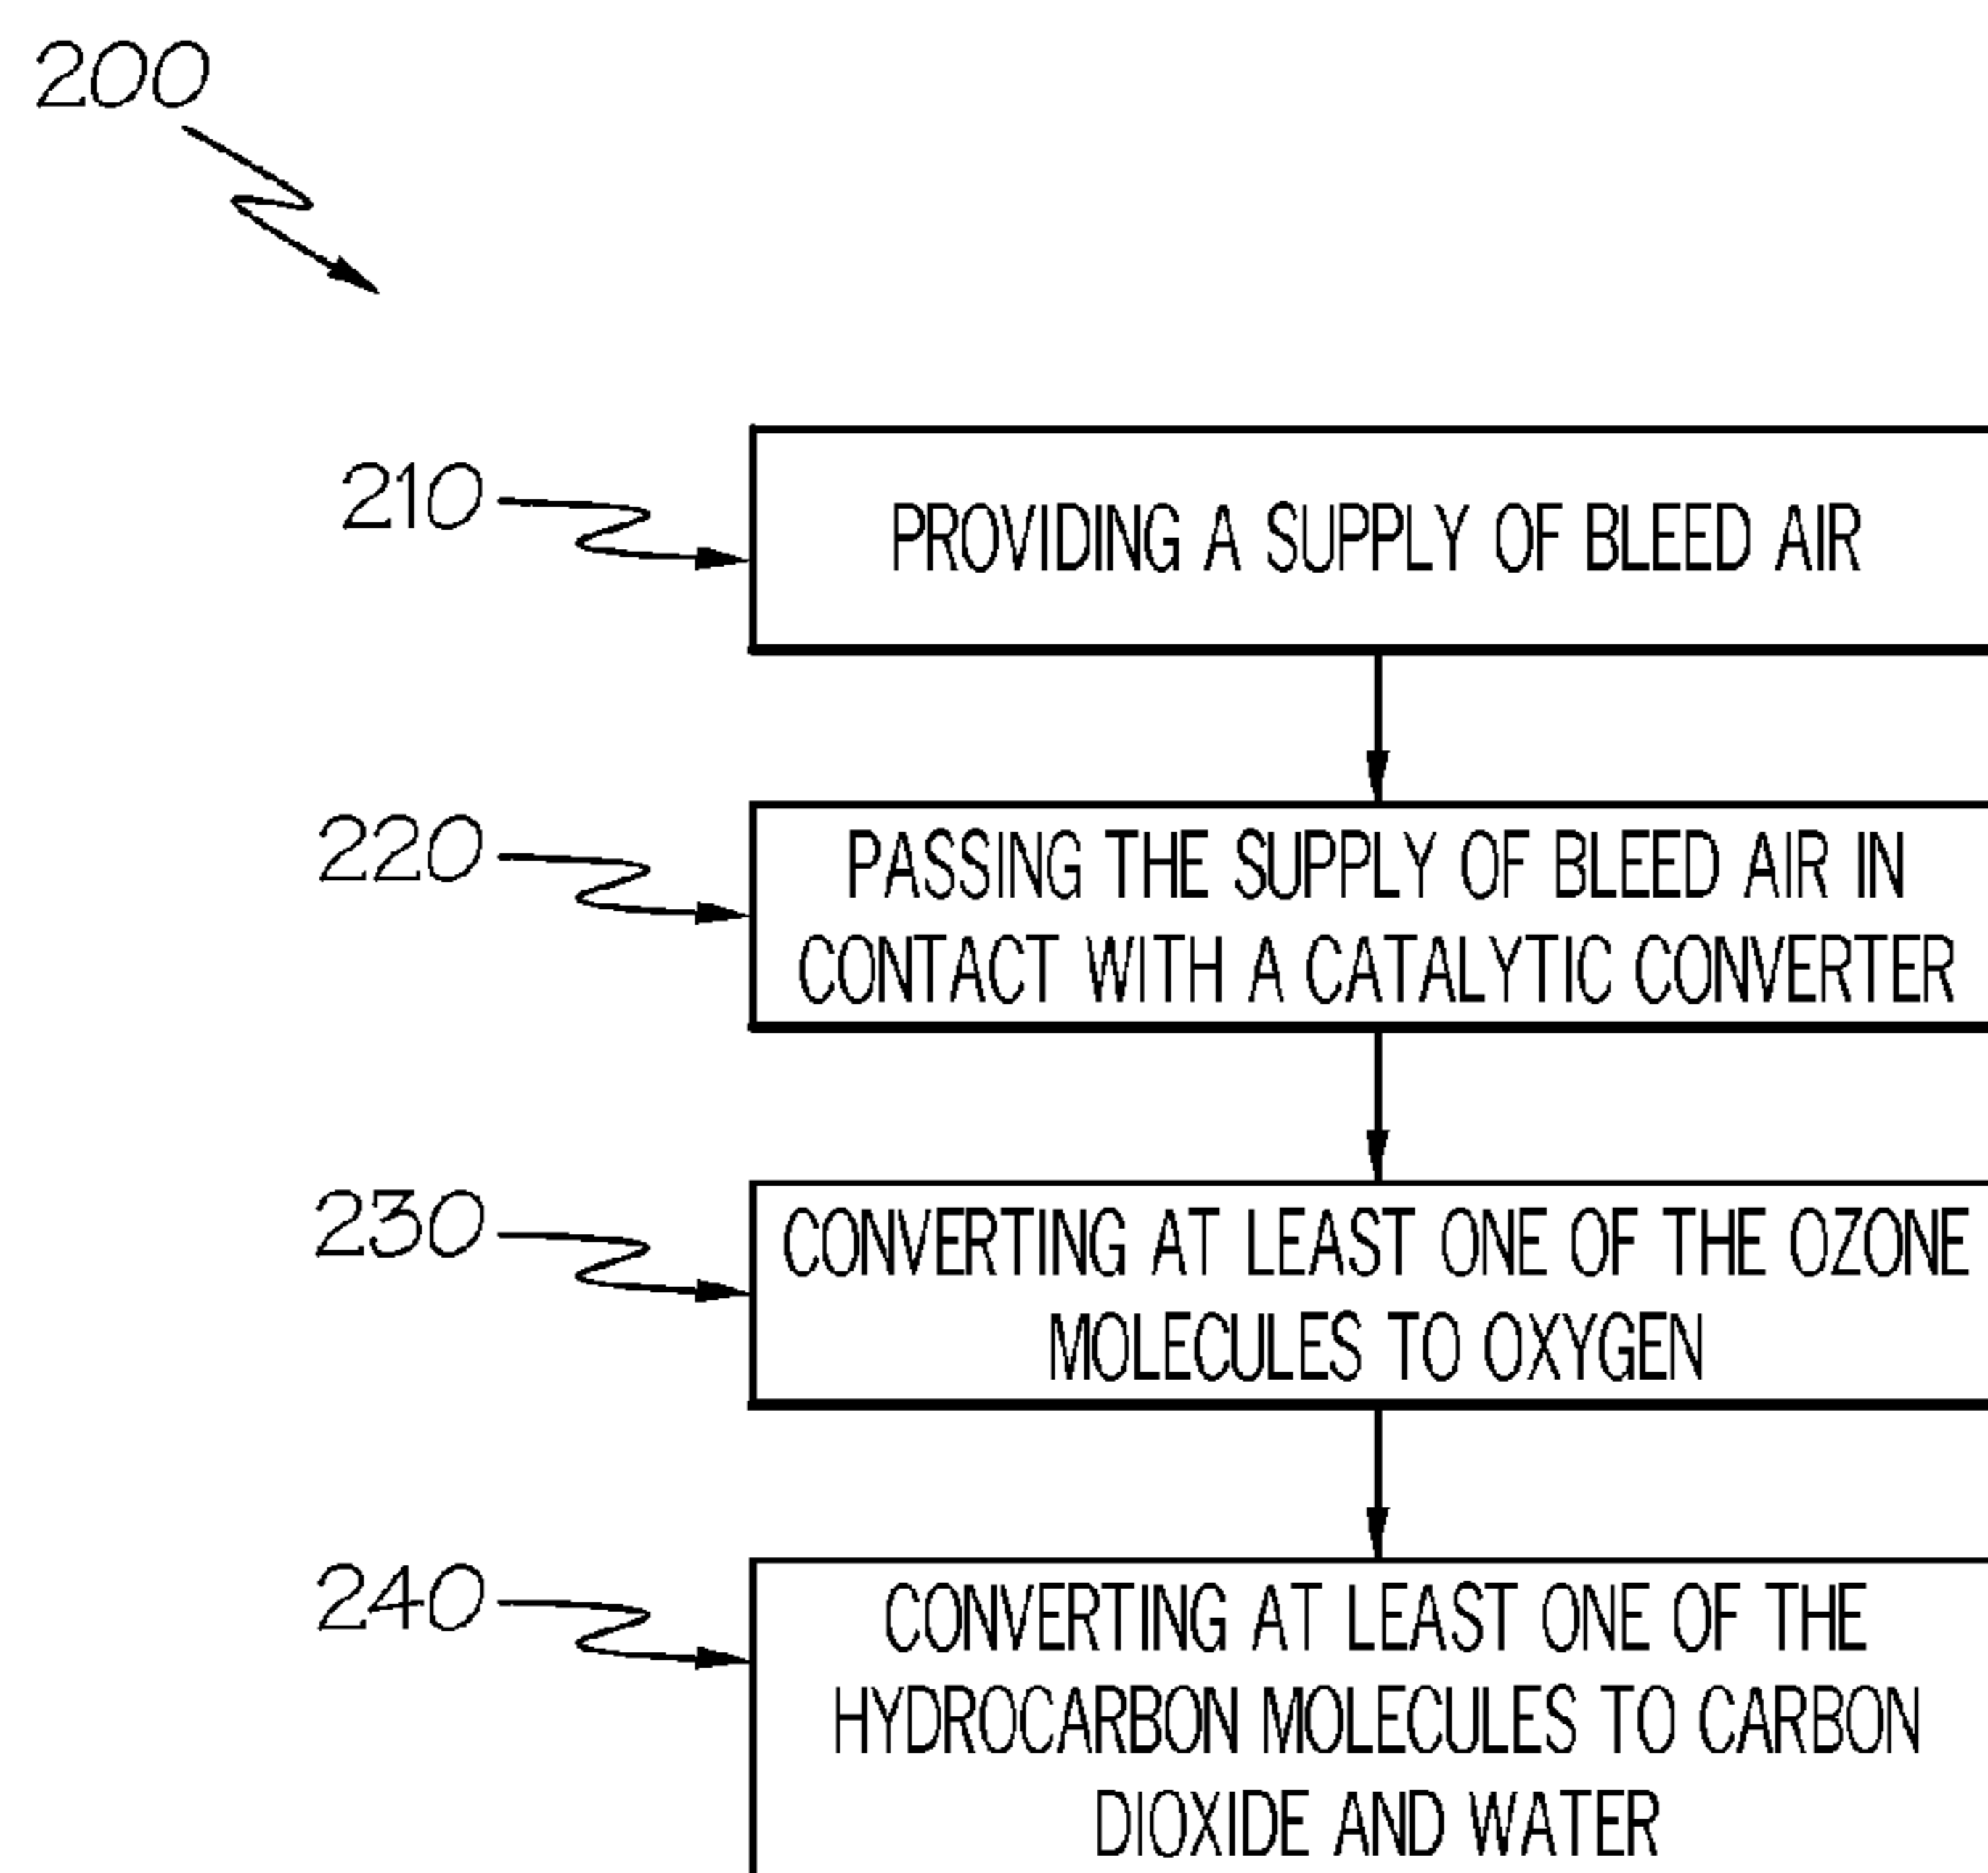 200
210
PROVIDING A SUPPLY OF BLEED AIR
220
PASSING THE SUPPLY OF BLEED AIR IN
CONTACT WITH A CATALYTIC CONVERTER
230
CONVERTING AT LEAST ONE OF THE OZONE
MOLECULES TO OXYGEN
240
CONVERTING AT LEAST ONE OF THE
HYDROCARBON MOLECULES TO CARBON
DIOXIDE AND WATER